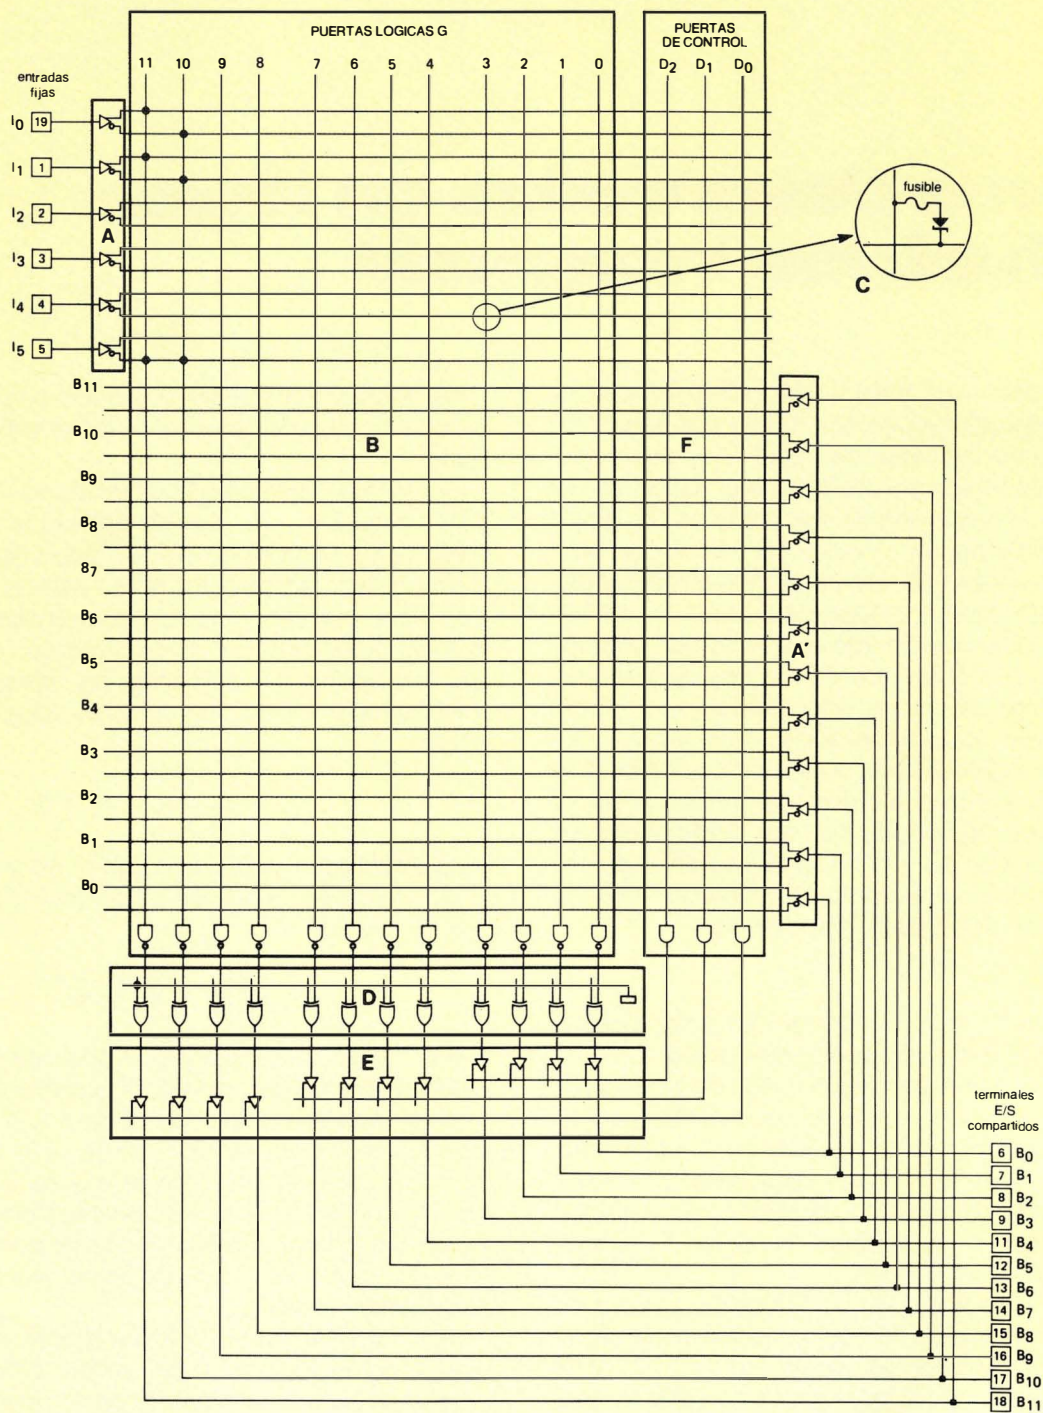 PUERTAS LOGICAS G
PUERTAS
DE CONTROL
11 10 9 8 7 6 5 4 3 2 1 0
D2 D1 D0
entradas
fijas
I0 19
I1 1
I2 2
I3 3
I4 4
I5 5
A
fusible
C
B11
B10
B9
B8
B7
B6
B5
B4
B3
B2
B1
B0
B
F
A'
D
E
terminales
E/S
compartidos
6 B0
7 B1
8 B2
9 B3
11 B4
12 B5
13 B6
14 B7
15 B8
16 B9
17 B10
18 B11